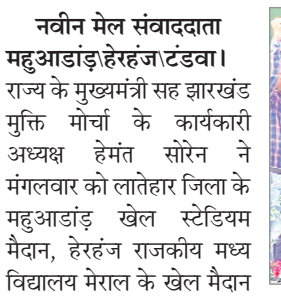 नवीन मेल संवाददाता
महुआडांड़\हेरहंज\टंडवा।
राज्य के मुख्यमंत्री सह झारखंड
मुक्ति मोर्चा के कार्यकारी
अध्यक्ष हेमंत सोरेन ने
मंगलवार को लातेहार जिला के
महुआडांड़ खेल स्टेडियम
मैदान, हेरहंज राजकीय मध्य
विद्यालय मेराल के खेल मैदान